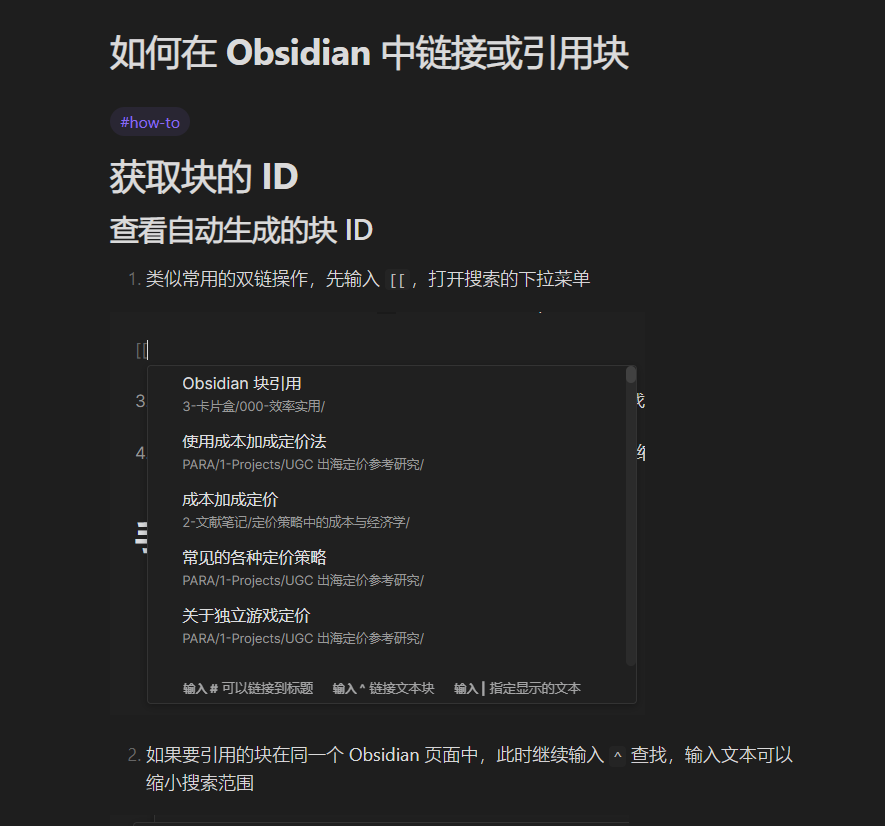 如何在 Obsidian 中链接或引用块
#how-to
获取块的 ID
查看自动生成的块 ID
1. 类似常用的双链操作，先输入 [[，打开搜索的下拉菜单
[[
Obsidian 块引用
3-卡片盒/000-效率实用/
3
使用成本加成定价法
4
PARA/1-Projects/UGC 出海定价参考研究/
成本加成定价
2-文献笔记/定价策略中的成本与经济学/
常见的各种定价策略
PARA/1-Projects/UGC 出海定价参考研究/
关于独立游戏定价
PARA/1-Projects/UGC 出海定价参考研究/
输入 # 可以链接到标题 输入 ^ 链接文本块 输入 | 指定显示的文本
2. 如果要引用的块在同一个 Obsidian 页面中，此时继续输入 ^ 查找，输入文本可以
缩小搜索范围